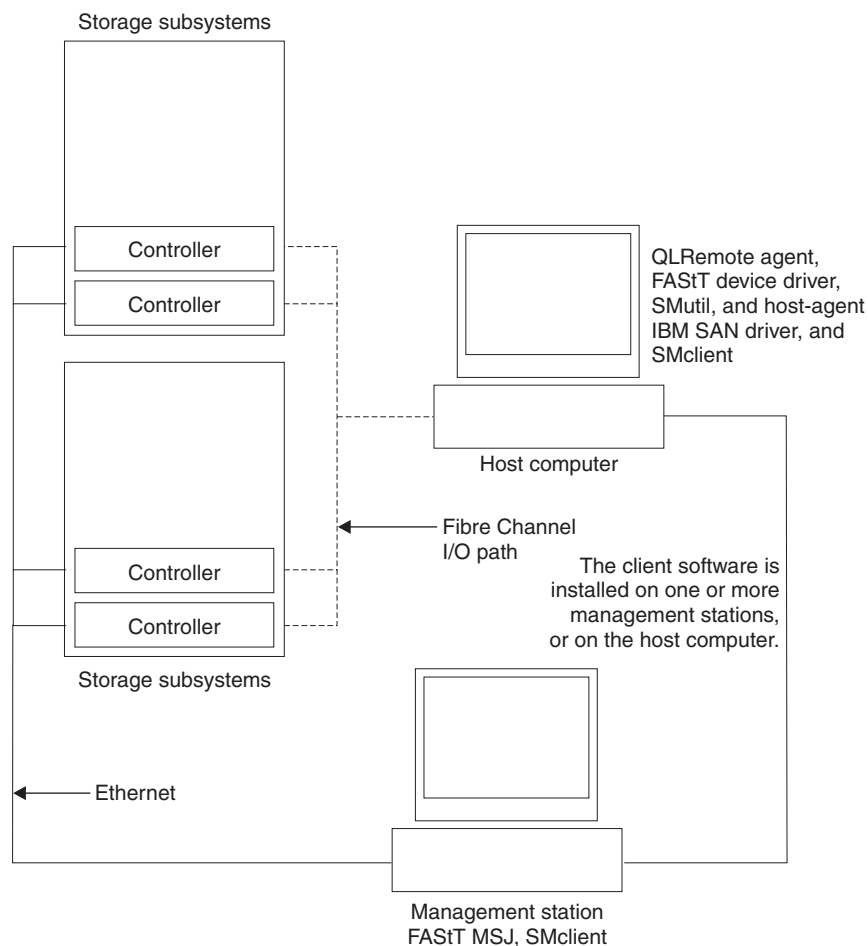 Storage subsystems
Controller
Controller
QLRemote agent,
FAStT device driver,
SMutil, and host-agent
IBM SAN driver, and
SMclient
Host computer
Fibre Channel
I/O path
Controller
Controller
The client software is
installed on one or more
management stations,
or on the host computer.
Storage subsystems
Ethernet
Management station
FAStT MSJ, SMclient